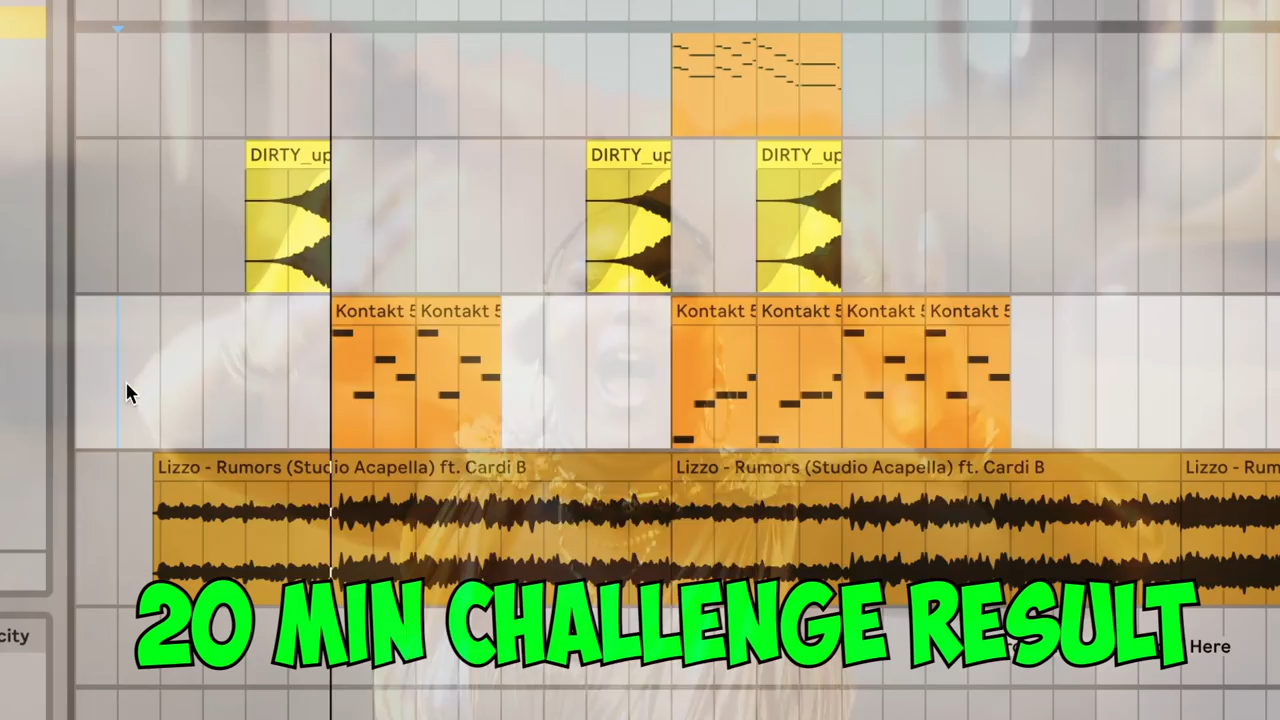 DIRTY_up DIRTY_up DIRTY_up
Kontakt 5 Kontakt 5 Kontakt 5 Kontakt 5 Kontakt 5 Kontakt 5
Lizzo - Rumors (Studio Acapella) ft. Cardi B Lizzo - Rumors (Studio Acapella) ft. Cardi B Lizzo - Rum
20 MIN CHALLENGE RESULT
city
Here